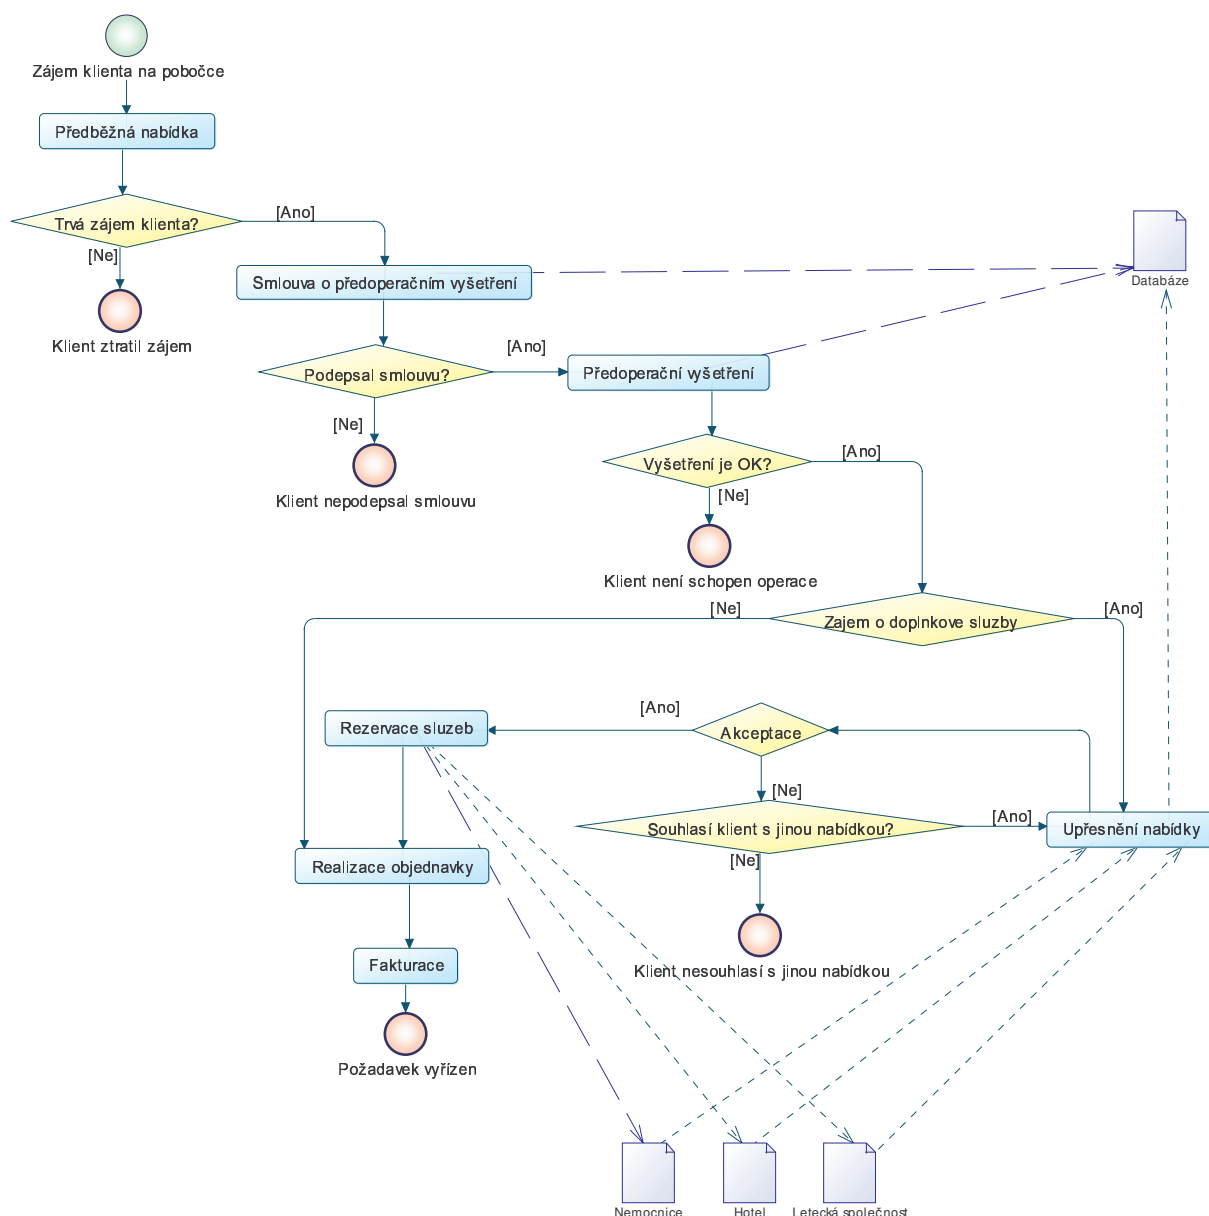 Zájem klienta na pobočce
Předběžná nabídka
Trvá zájem klienta?
[Ano]
[Ne]
Klient ztratil zájem
Smlouva o předoperačním vyšetření
Databáze
Podepsal smlouvu?
[Ano]
[Ne]
Klient nepodepsal smlouvu
Předoperační vyšetření
Vyšetření je OK?
[Ano]
[Ne]
Klient není schopen operace
Zajem o doplnkove sluzby
[Ne]
[Ano]
Rezervace sluzeb
[Ano]
Akceptace
[Ne]
Souhlasí klient s jinou nabídkou?
[Ano]
Upřesnění nabídky
[Ne]
Klient nesouhlasí s jinou nabídkou
Realizace objednavky
Fakturace
Požadavek vyřízen
Nemocnice
Hotel
Letecká společnost